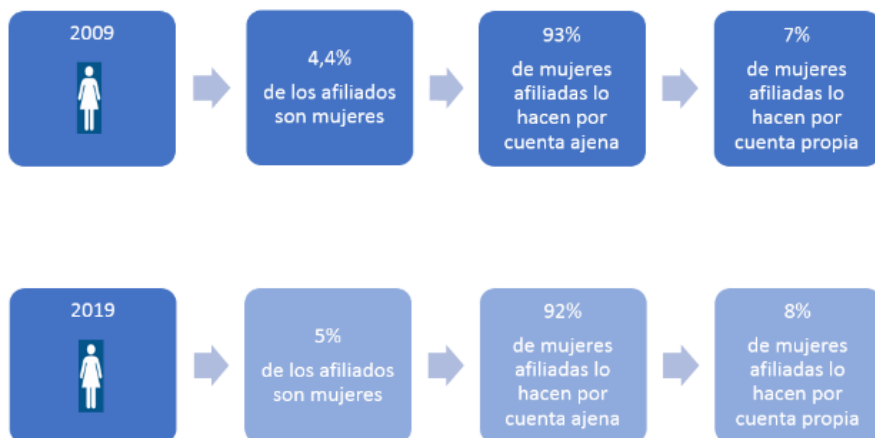 2009
4,4%
de los afiliados
son mujeres
93%
de mujeres
afiliadas lo
hacen por
cuenta ajena
7%
de mujeres
afiliadas lo
hacen por
cuenta propia
2019
5%
de los afiliados
son mujeres
92%
de mujeres
afiliadas lo
hacen por
cuenta ajena
8%
de mujeres
afiliadas lo
hacen por
cuenta propia